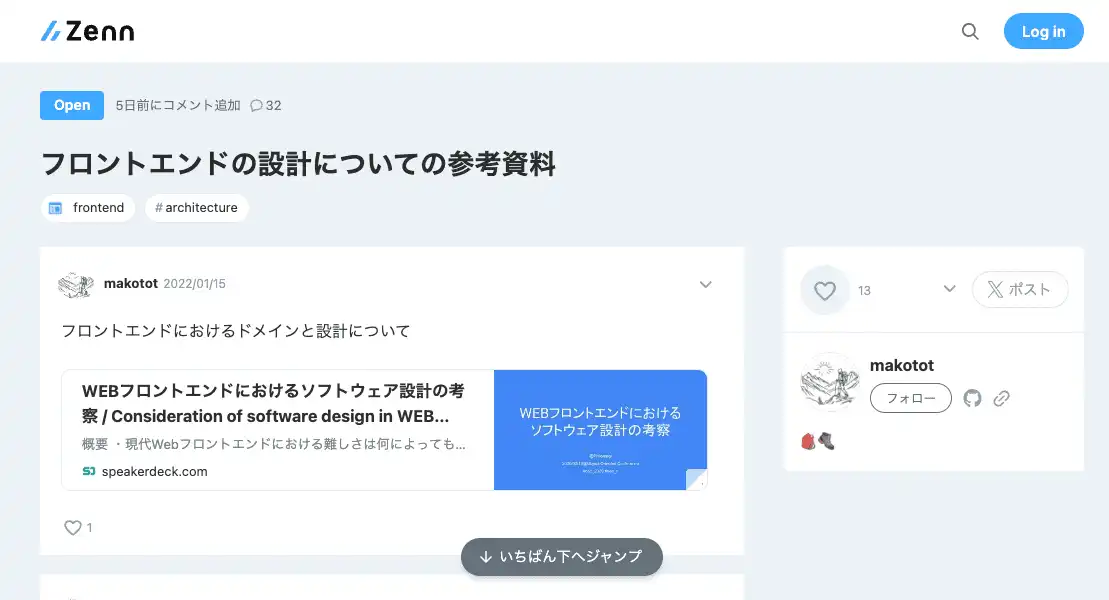 Zenn
Log in
Open 5日前にコメント追加 32
フロントエンドの設計についての参考資料
frontend
# architecture
makotot 2022/01/15
フロントエンドにおけるドメインと設計について
WEBフロントエンドにおけるソフトウェア設計の考
察 / Consideration of software design in WEB...
概要 ・現代Webフロントエンドにおける難しさは何によっても...
speakerdeck.com
WEBフロントエンドにおける
ソフトウェア設計の考察
1
いちばん下へジャンプ
13
ポスト
makotot
フォロー